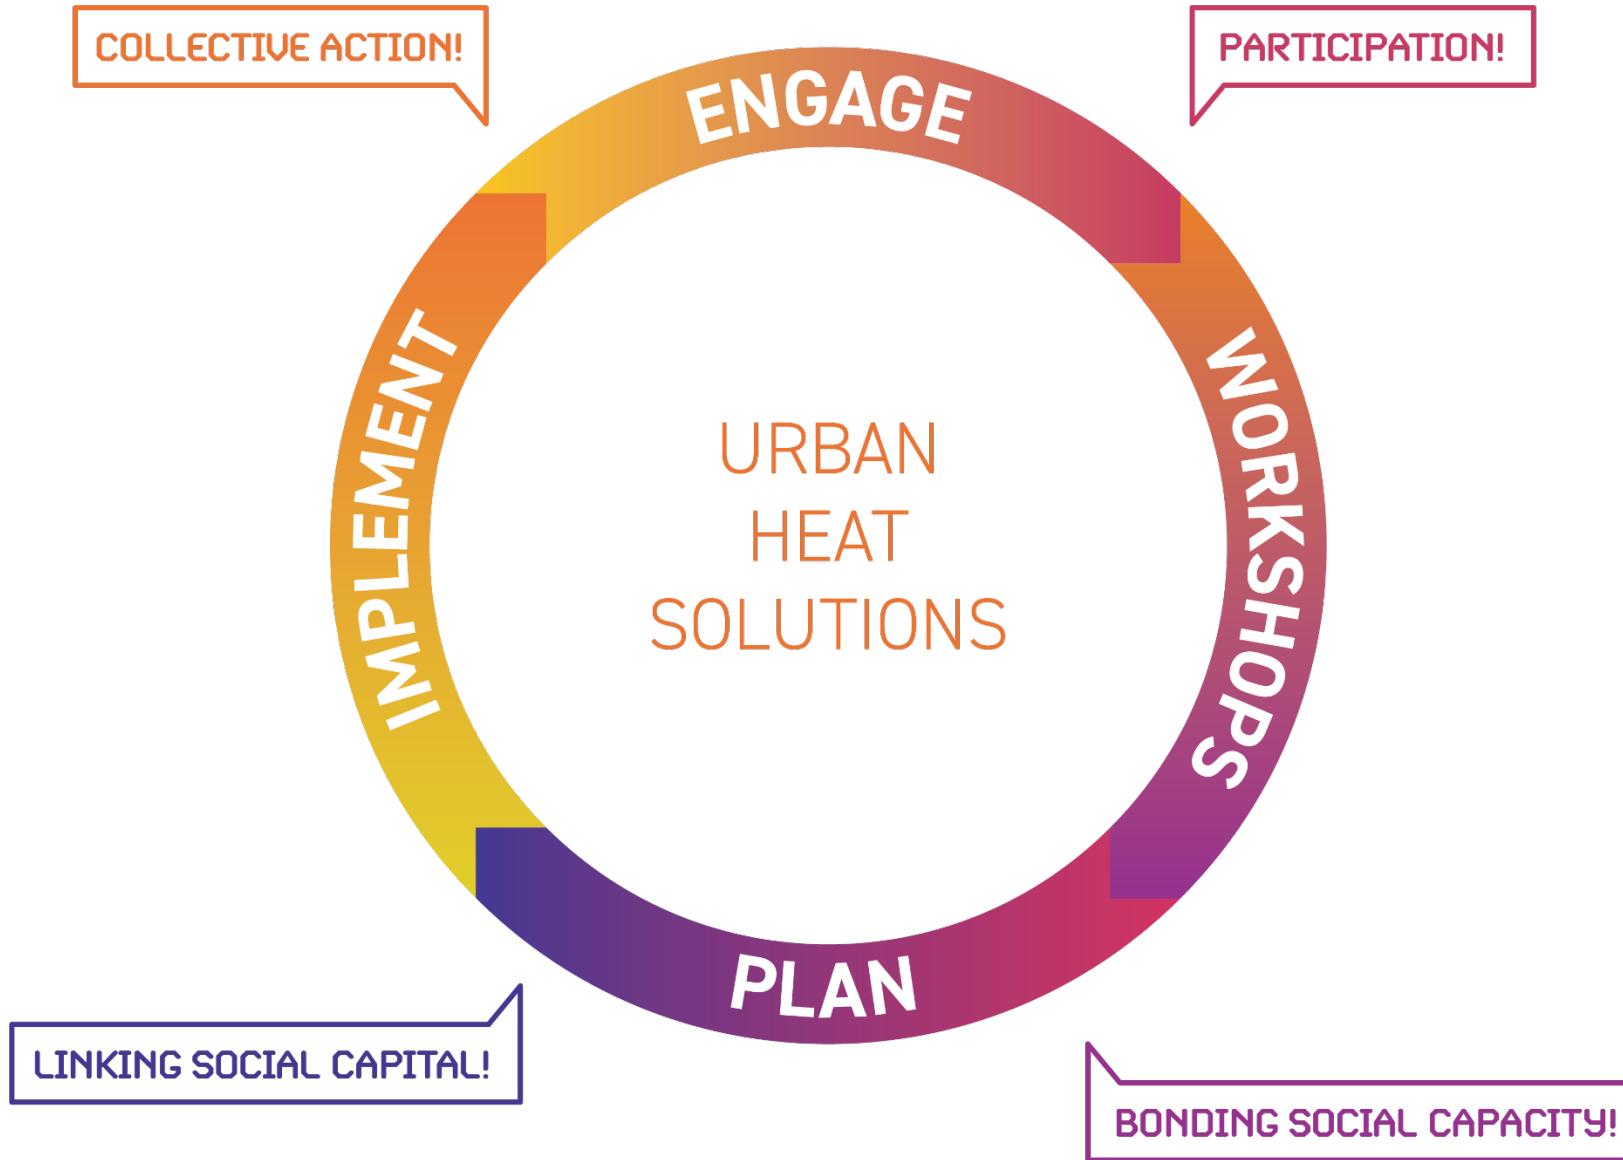 COLLECTIVE ACTION!
PARTICIPATION!
ENGAGE
WORKSHOPS
IMPLEMENT
URBAN
HEAT
SOLUTIONS
PLAN
LINKING SOCIAL CAPITAL!
BONDING SOCIAL CAPACITY!